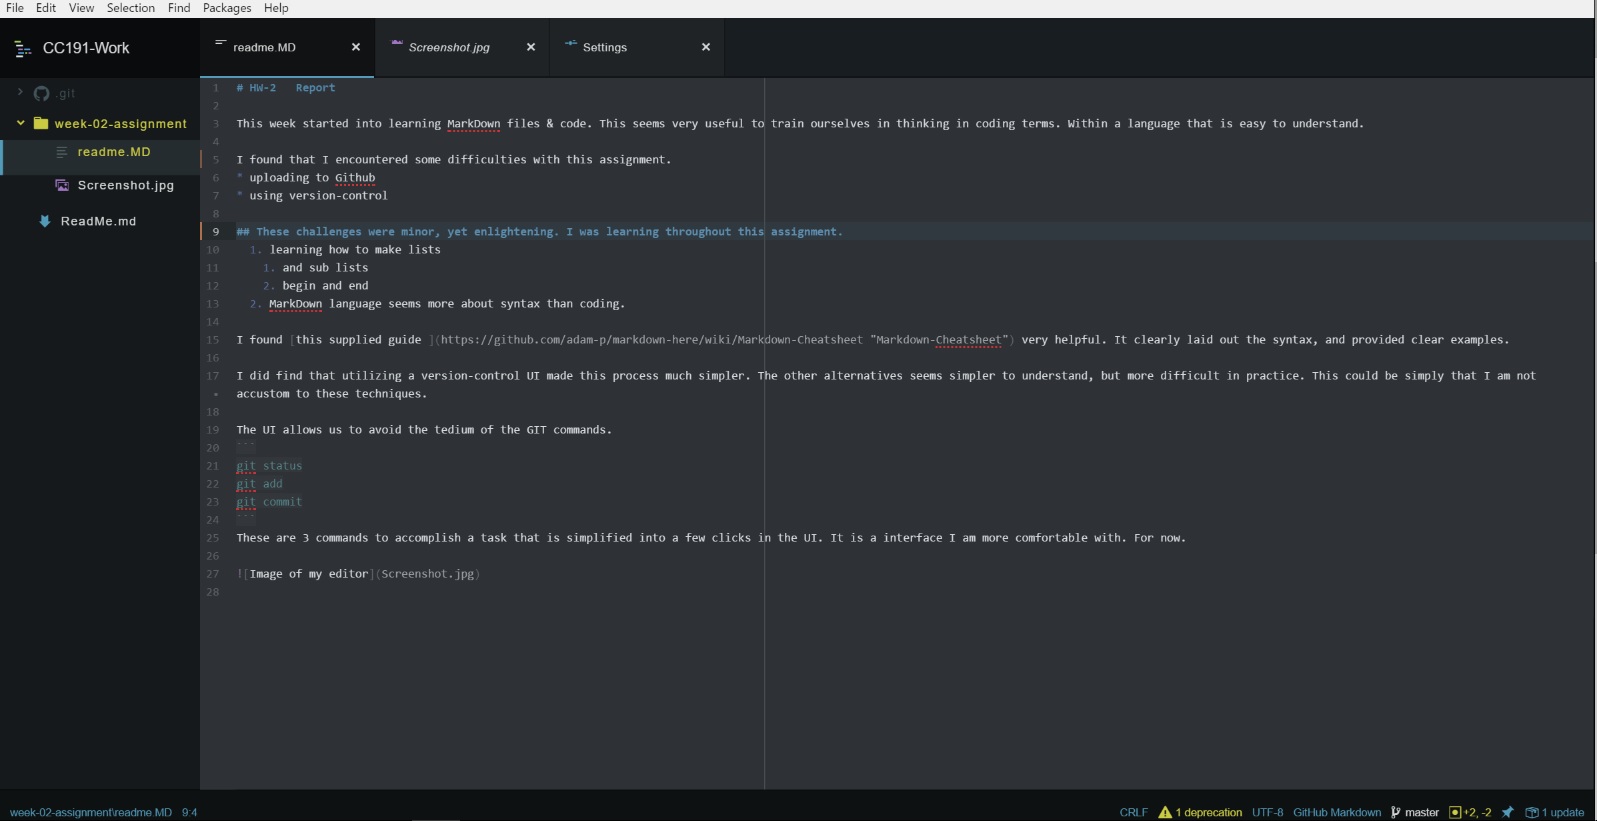 File Edit View Selection Find Packages Help
CC191-Work
readme.MD
Screenshot.jpg
Settings
.git
week-02-assignment
readme.MD
Screenshot.jpg
ReadMe.md
1 # HW-2   Report
2
3 This week started into learning MarkDown files & code. This seems very useful to train ourselves in thinking in coding terms. Within a language that is easy to understand.
4
5 I found that I encountered some difficulties with this assignment.
6 * uploading to Github
7 * using version-control
8
9 ## These challenges were minor, yet enlightening. I was learning throughout this assignment.
10   1. learning how to make lists
11     1. and sub lists
12     2. begin and end
13   2. MarkDown language seems more about syntax than coding.
14
15 I found [this supplied guide ](https://github.com/adam-p/markdown-here/wiki/Markdown-Cheatsheet "Markdown-Cheatsheet") very helpful. It clearly laid out the syntax, and provided clear examples.
16
17 I did find that utilizing a version-control UI made this process much simpler. The other alternatives seems simpler to understand, but more difficult in practice. This could be simply that I am not
• accustom to these techniques.
18
19 The UI allows us to avoid the tedium of the GIT commands.
20 ```
21 git status
22 git add
23 git commit
24 ```
25 These are 3 commands to accomplish a task that is simplified into a few clicks in the UI. It is a interface I am more comfortable with. For now.
26
27 ![Image of my editor](Screenshot.jpg)
28
week-02-assignment\readme.MD 9:4 CRLF 1 deprecation UTF-8 GitHub Markdown master +2, -2 1 update